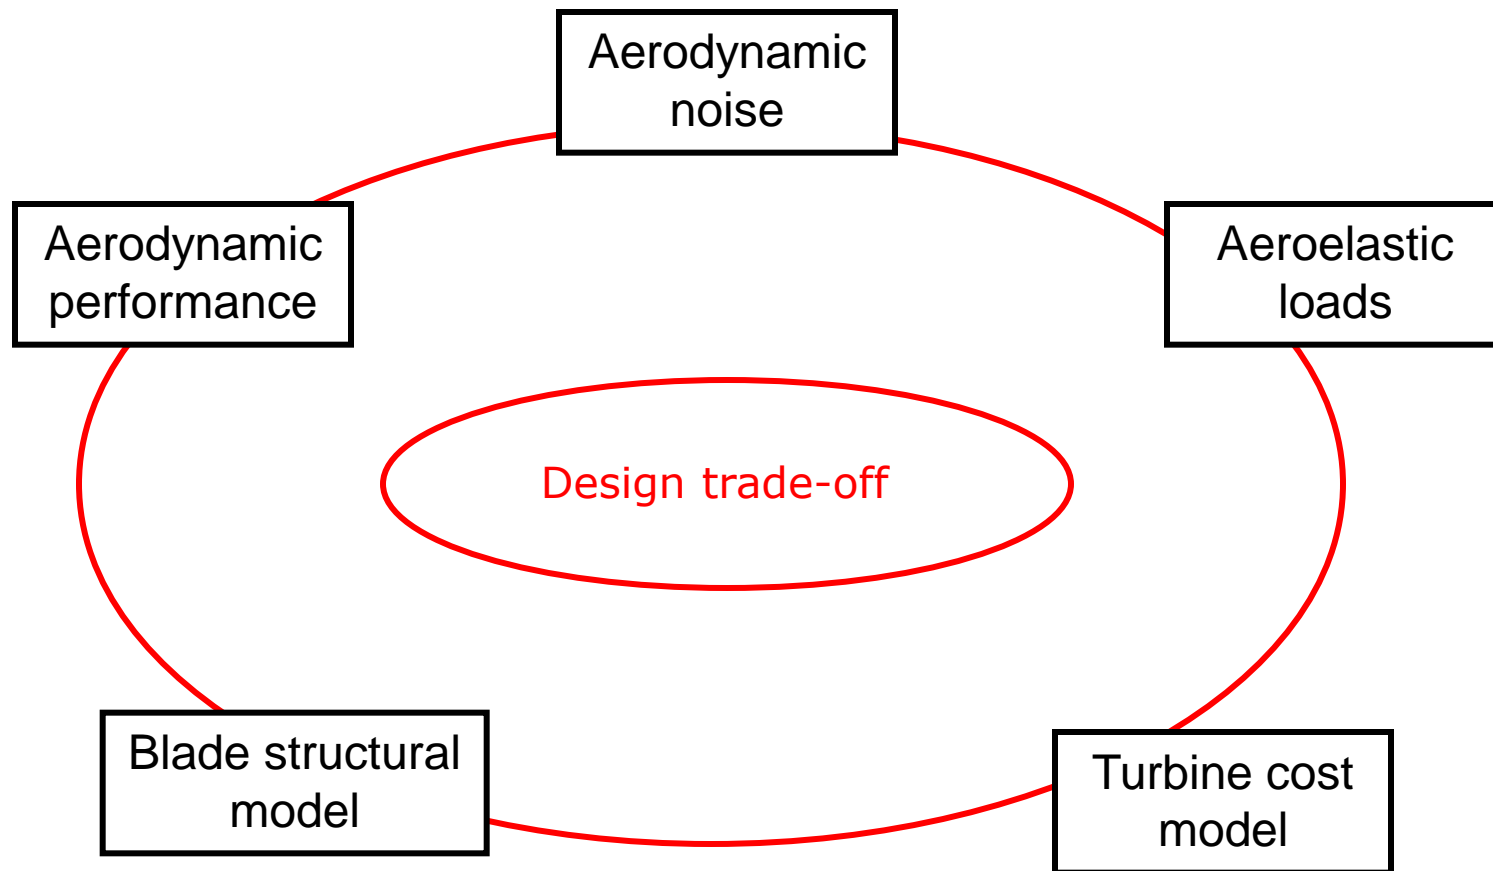 Aerodynamic
noise
Aerodynamic
performance
Aeroelastic
loads
Design trade-off
Blade structural
model
Turbine cost
model